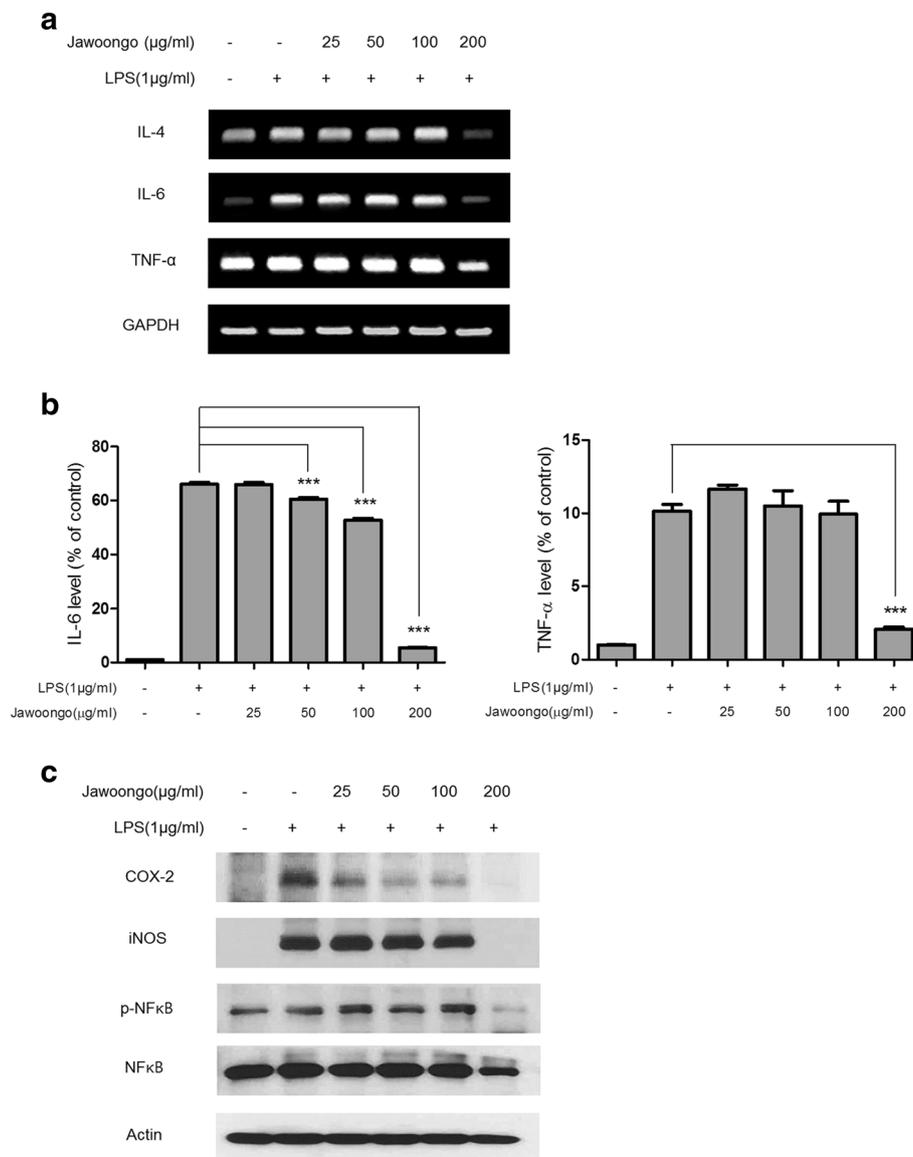 a
Jawoongo (µg/ml) - - 25 50 100 200
LPS(1µg/ml) - + + + + +
IL-4
IL-6
TNF-α
GAPDH
b
IL-6 level (% of control)
80
60
40
20
0
*** *** ***
LPS(1µg/ml) - + + + + +
Jawoongo(µg/ml) - - 25 50 100 200
TNF-α level (% of control)
15
10
5
0
***
LPS(1µg/ml) - + + + + +
Jawoongo(µg/ml) - - 25 50 100 200
c
Jawoongo(µg/ml) - - 25 50 100 200
LPS(1µg/ml) - + + + + +
COX-2
iNOS
p-NFκB
NFκB
Actin